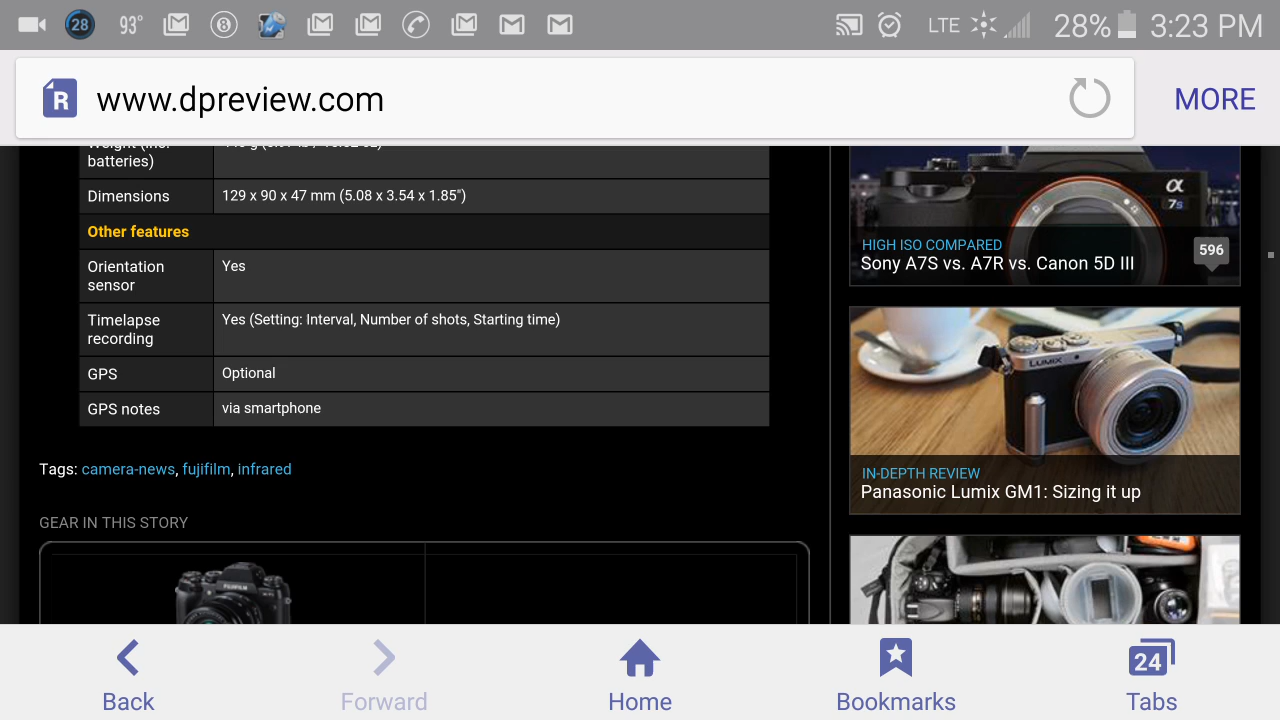 28 93° 8 LTE 28% 3:23 PM
R www.dpreview.com MORE
batteries)
Dimensions 129 x 90 x 47 mm (5.08 x 3.54 x 1.85″)
Other features
Orientation sensor Yes
Timelapse recording Yes (Setting: Interval, Number of shots, Starting time)
GPS Optional
GPS notes via smartphone
Tags: camera-news, fujifilm, infrared
GEAR IN THIS STORY
FUJIFILM
α
7s
HIGH ISO COMPARED
Sony A7S vs. A7R vs. Canon 5D III
596
LUMIX
IN-DEPTH REVIEW
Panasonic Lumix GM1: Sizing it up
Back Forward Home Bookmarks 24 Tabs